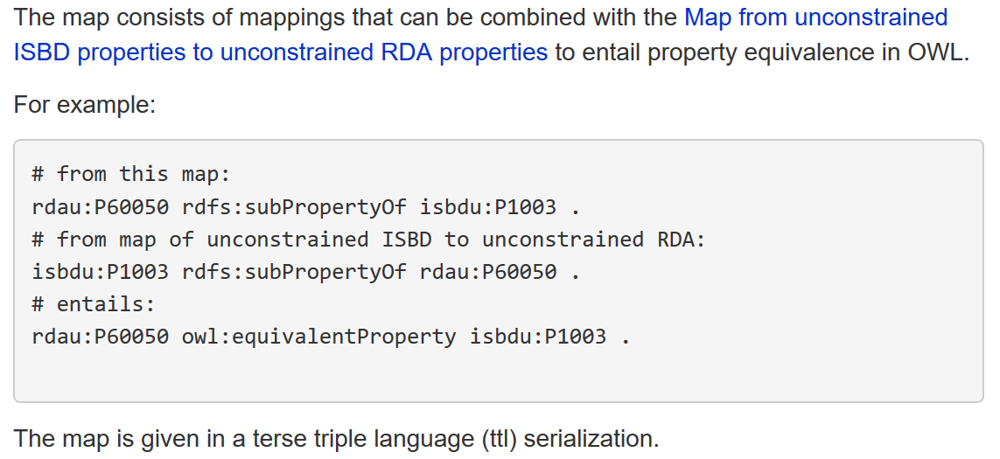 The map consists of mappings that can be combined with the Map from unconstrained
ISBD properties to unconstrained RDA properties to entail property equivalence in OWL.
For example:
# from this map:
rdau:P60050 rdfs:subPropertyOf isbdu:P1003 .
# from map of unconstrained ISBD to unconstrained RDA:
isbdu:P1003 rdfs:subPropertyOf rdau:P60050 .
# entails:
rdau:P60050 owl:equivalentProperty isbdu:P1003 .
The map is given in a terse triple language (ttl) serialization.